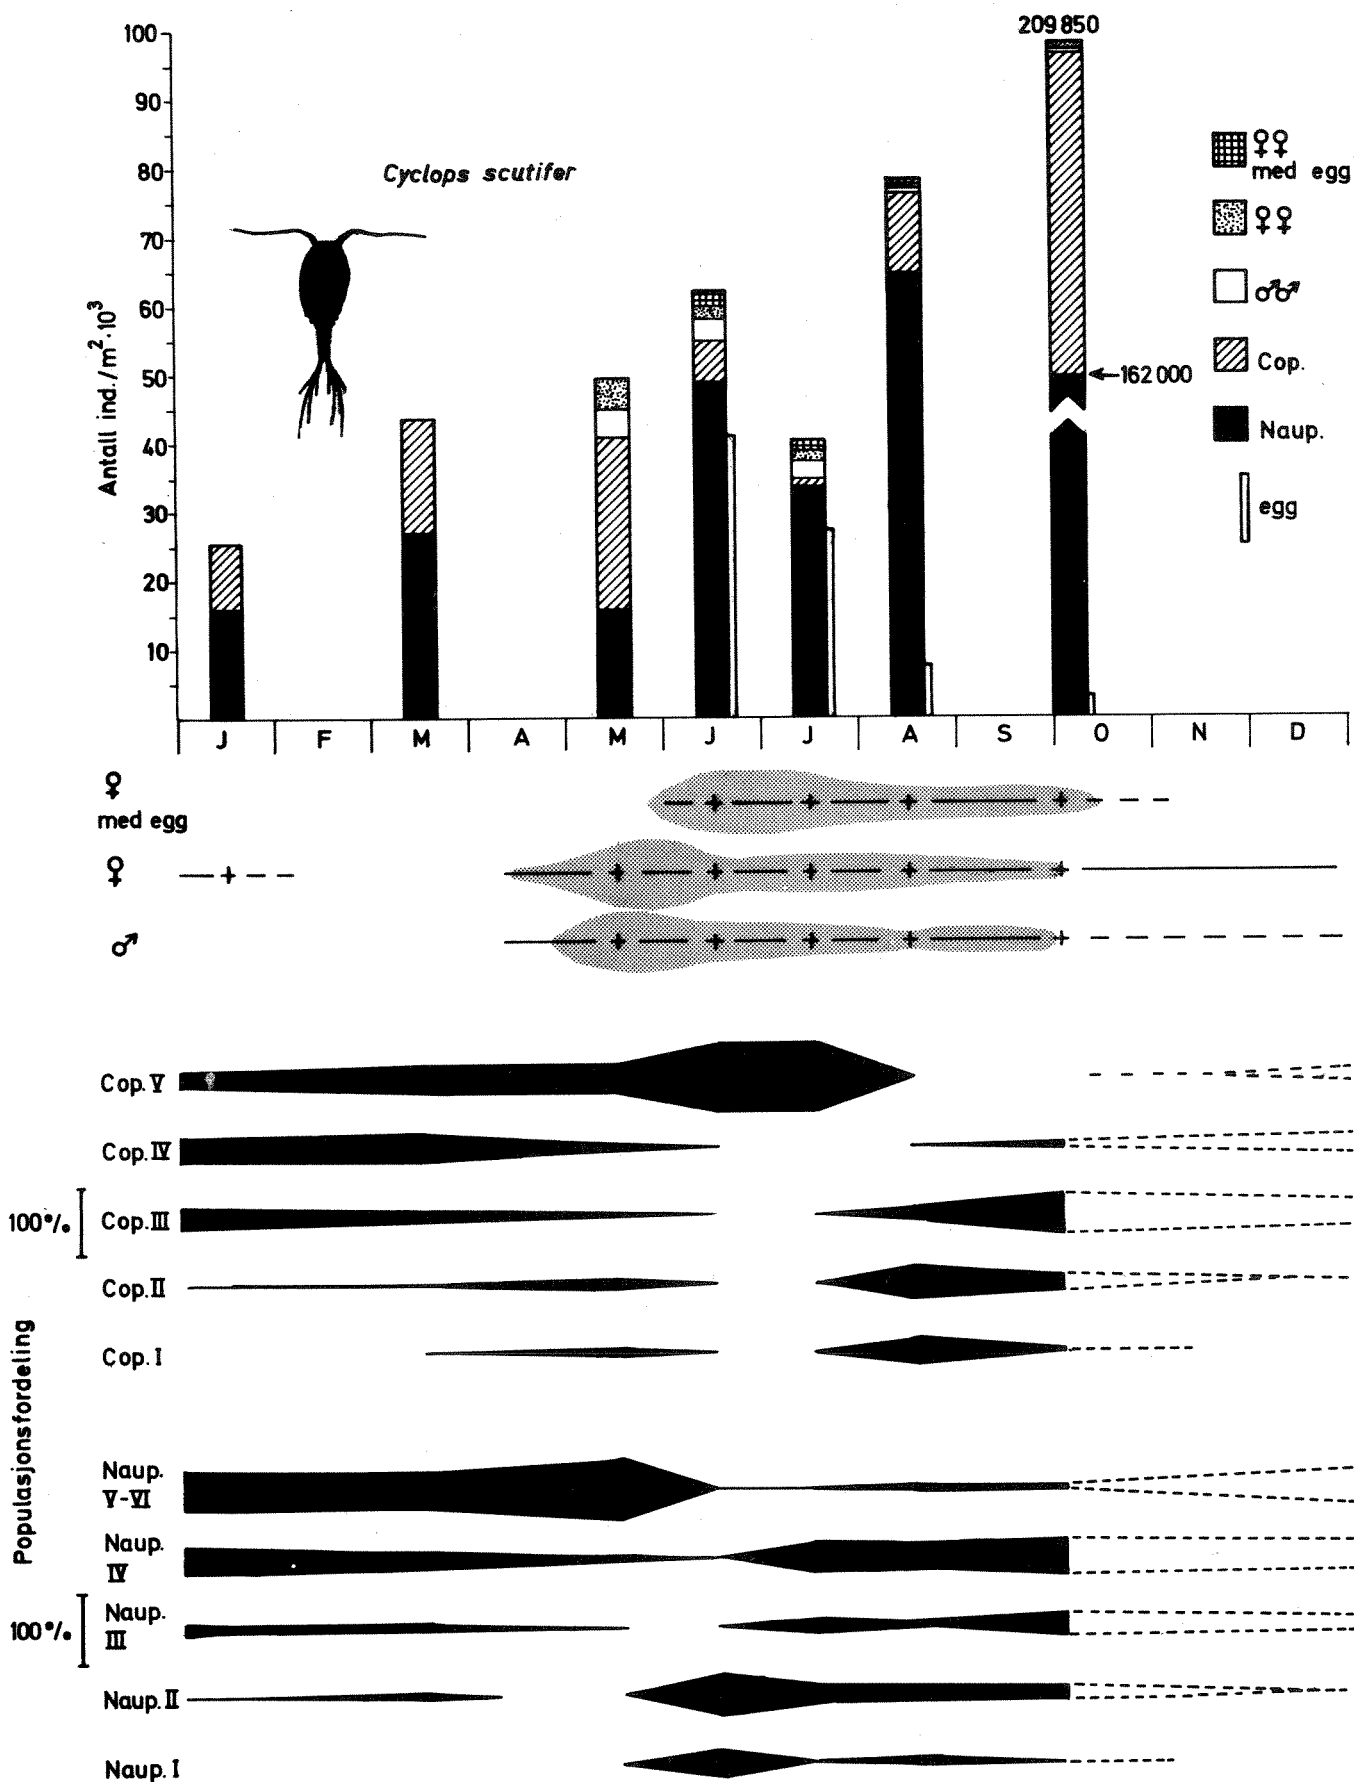 209 850
100
90
80
70
60
50
40
30
20
10
Antall ind./m²·10³
Cyclops scutifer
←162 000
♀♀
med egg
♀♀
♂♂
Cop.
Naup.
egg
J F M A M J J A S O N D
♀
med egg
♀
♂
Cop. V
Cop. IV
100%
Cop. III
Cop. II
Cop. I
Populasjonsfordeling
Naup.
V-VI
Naup.
IV
100%
Naup.
III
Naup. II
Naup. I